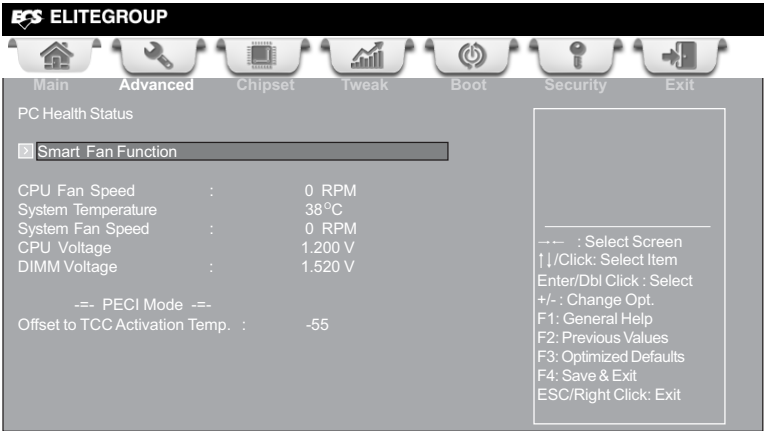 ECS ELITEGROUP
Main Advanced Chipset Tweak Boot Security Exit
PC Health Status
Smart Fan Function
CPU Fan Speed : 0 RPM
System Temperature 38°C
System Fan Speed : 0 RPM
CPU Voltage 1.200 V
DIMM Voltage : 1.520 V
-=- PECI Mode -=-
Offset to TCC Activation Temp. : -55
→← : Select Screen
↑↓/Click: Select Item
Enter/Dbl Click : Select
+/- : Change Opt.
F1: General Help
F2: Previous Values
F3: Optimized Defaults
F4: Save & Exit
ESC/Right Click: Exit